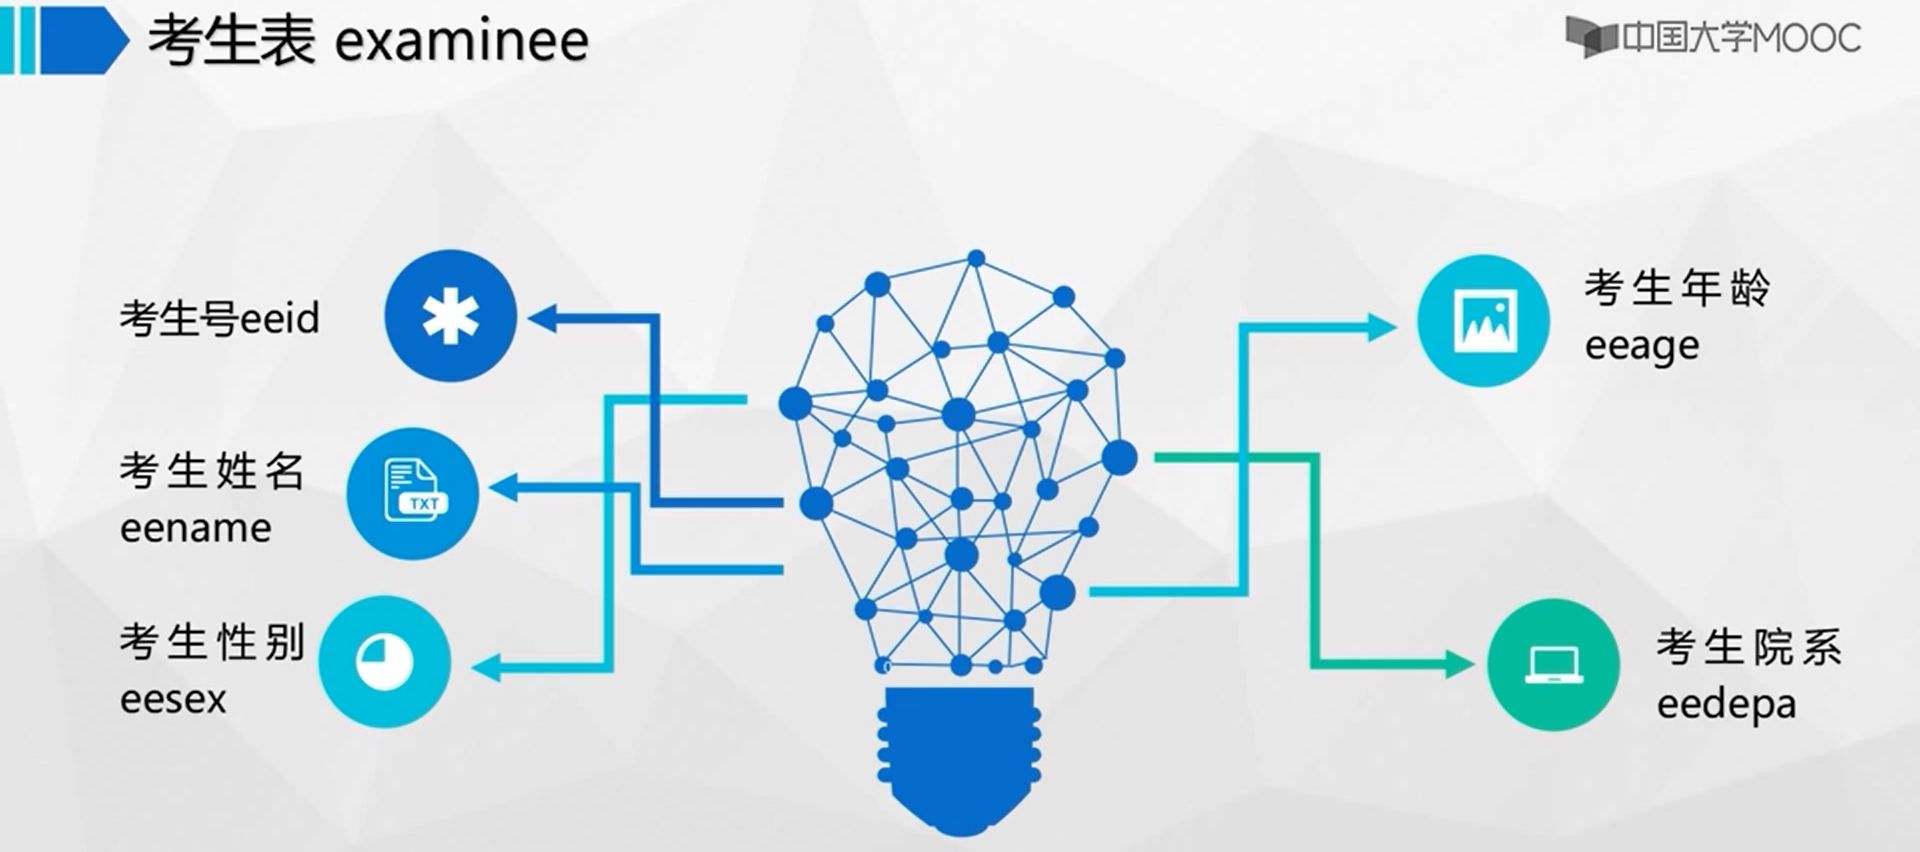 考生表 examinee
中国大学MOOC
考生号eeid
考生姓名
eename
TXT
考生性别
eesex
考生年龄
eeage
考生院系
eedepa